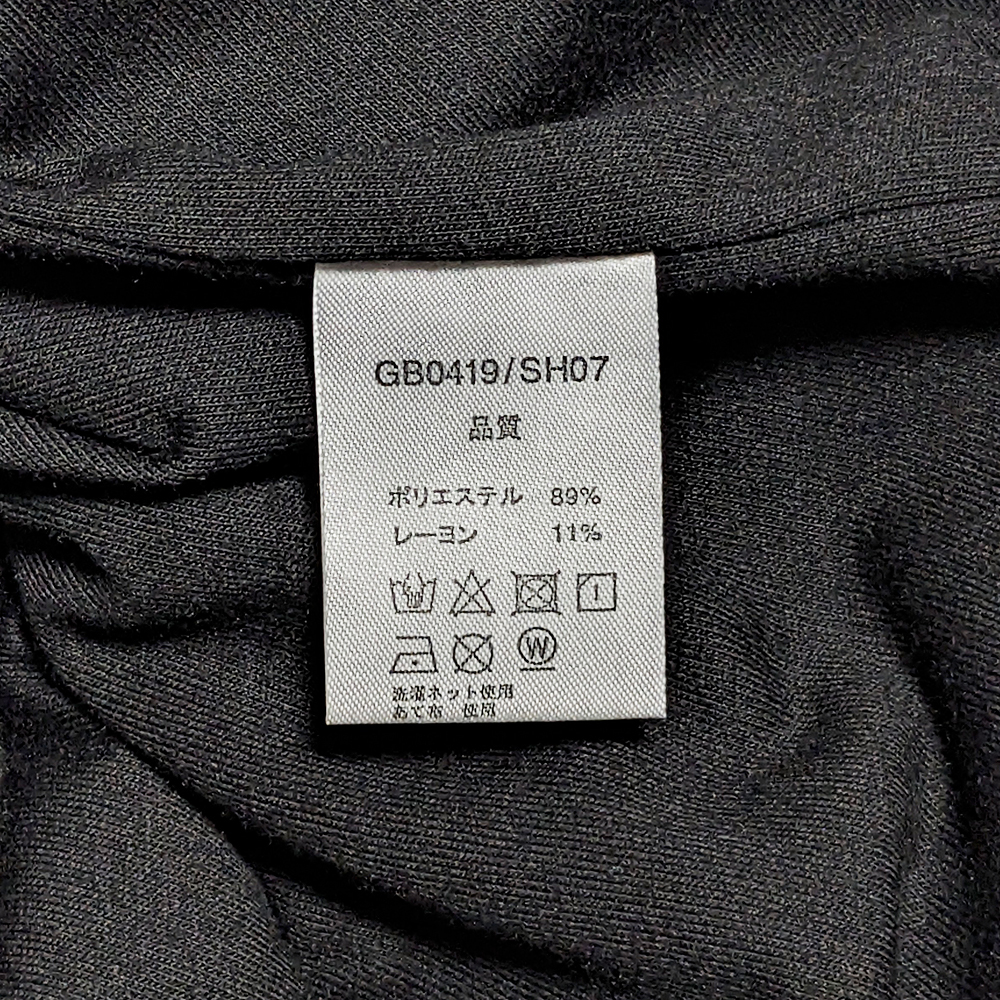 GB0419/SH07
品質
ポリエステル 89%
レーヨン 11%
W
洗濯ネット使用
あて布 使用